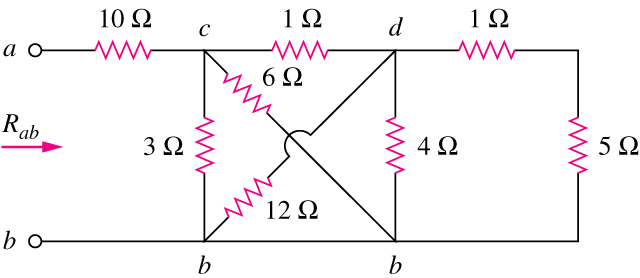 10 Ω c 1 Ω d 1 Ω
a
6 Ω
R_ab
3 Ω 4 Ω 5 Ω
12 Ω
b
b b